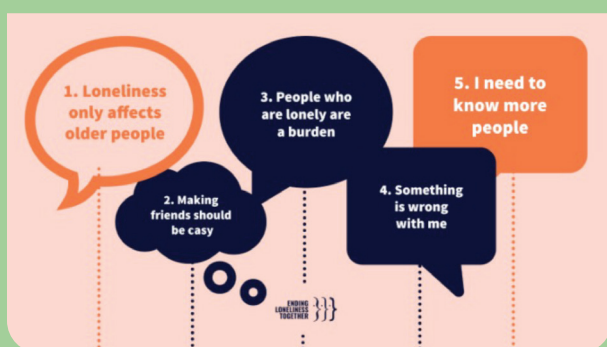 1. Loneliness
only affects
older people
2. Making
friends should
be casy
3. People who
are lonely are
a burden
4. Something
is wrong
with me
5. I need to
know more
people
ENDING
LONELINESS
TOGETHER